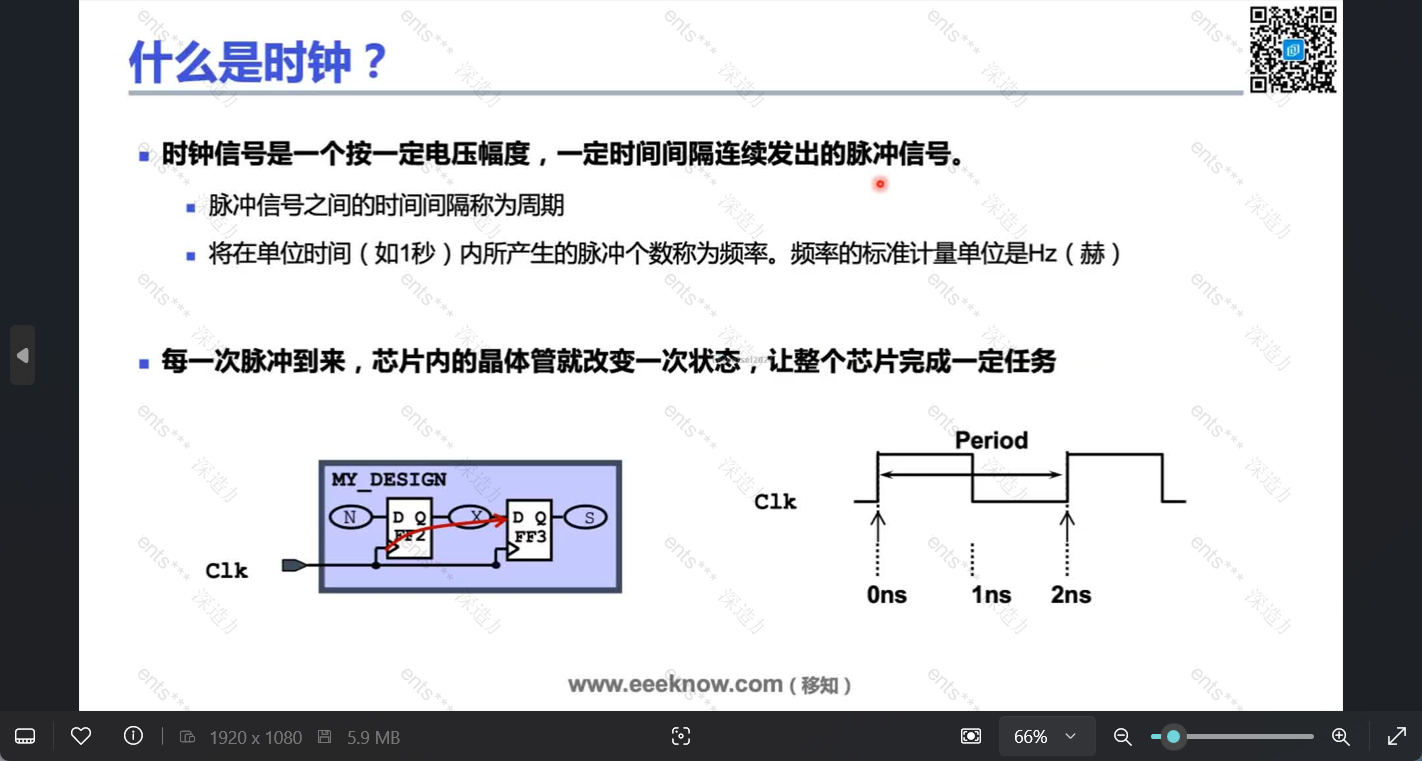 什么是时钟？
时钟信号是一个按一定电压幅度，一定时间间隔连续发出的脉冲信号。
脉冲信号之间的时间间隔称为周期
将在单位时间（如1秒）内所产生的脉冲个数称为频率。频率的标准计量单位是Hz（赫）
每一次脉冲到来，芯片内的晶体管就改变一次状态，让整个芯片完成一定任务
MY_DESIGN
N
D Q
FF2
X
D Q
FF3
S
Clk
Period
Clk
0ns
1ns
2ns
www.eeeknow.com（移知）
1920 x 1080
5.9 MB
66%